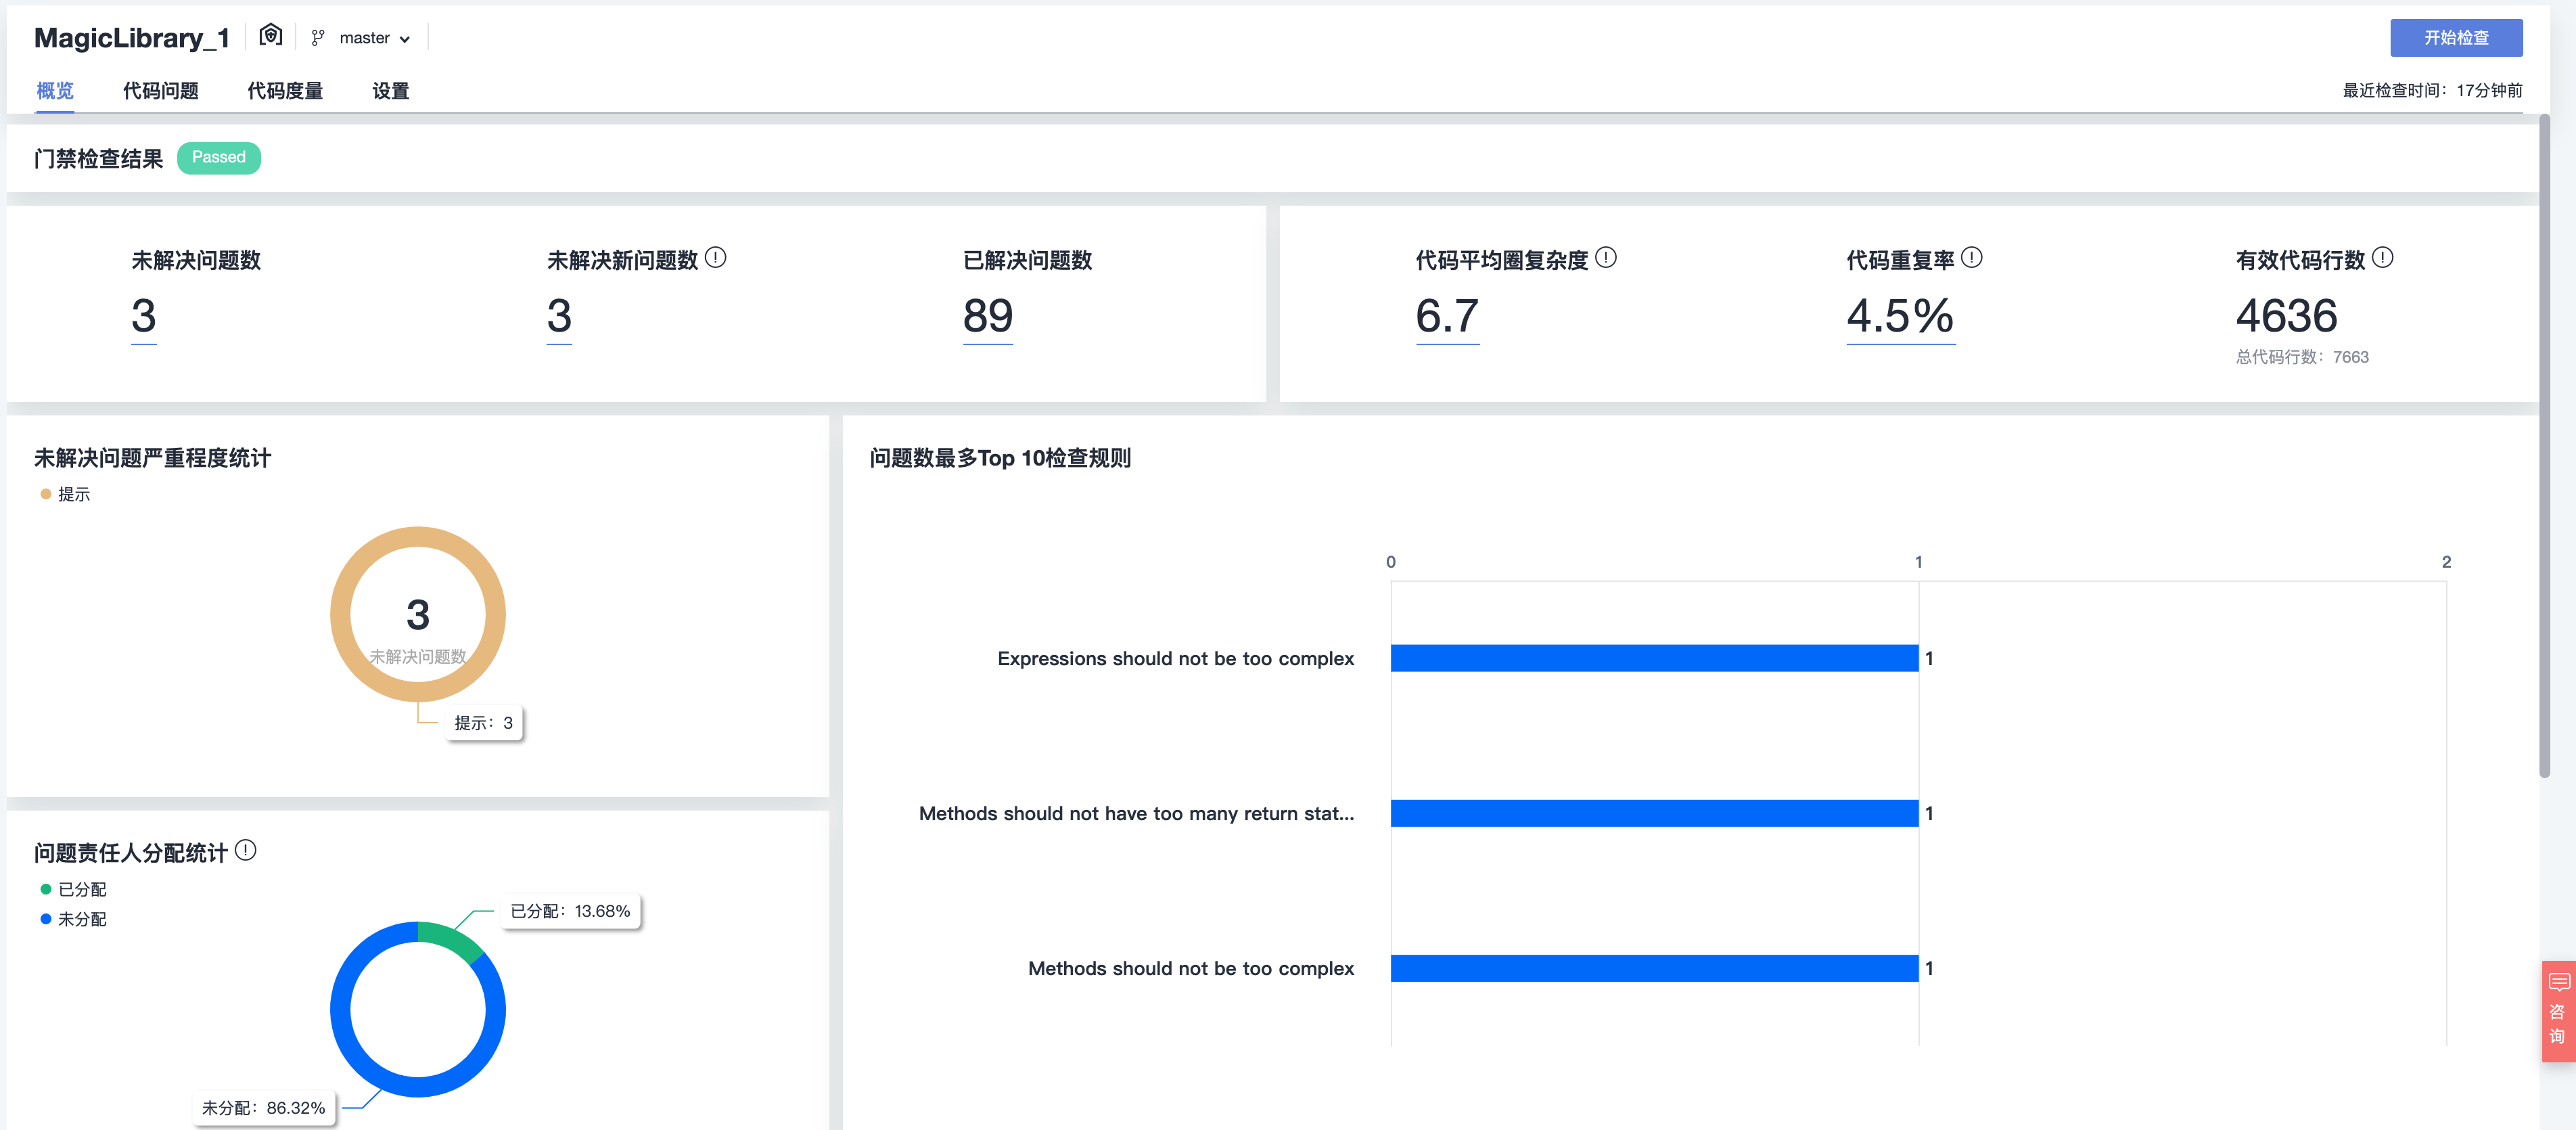 MagicLibrary_1 master
开始检查
概览 代码问题 代码度量 设置
最近检查时间：17分钟前
门禁检查结果 Passed
未解决问题数
3
未解决新问题数
3
已解决问题数
89
代码平均圈复杂度
6.7
代码重复率
4.5%
有效代码行数
4636
总代码行数：7663
未解决问题严重程度统计
提示
3
未解决问题数
提示：3
问题责任人分配统计
已分配
未分配
已分配：13.68%
未分配：86.32%
问题数最多Top 10检查规则
0 1 2
Expressions should not be too complex 1
Methods should not have too many return stat... 1
Methods should not be too complex 1
咨
询